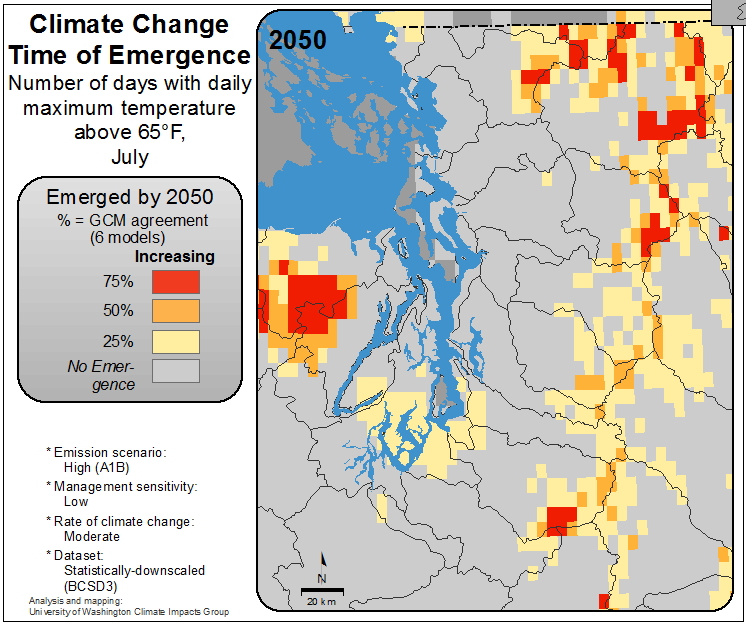 Climate Change
Time of Emergence
Number of days with daily
maximum temperature
above 65°F,
July
Emerged by 2050
% = GCM agreement
(6 models)
Increasing
75%
50%
25%
No Emer-
gence
* Emission scenario:
High (A1B)
* Management sensitivity:
Low
* Rate of climate change:
Moderate
* Dataset:
Statistically-downscaled
(BCSD3)
Analysis and mapping:
University of Washington Climate Impacts Group
2050
N
20 km